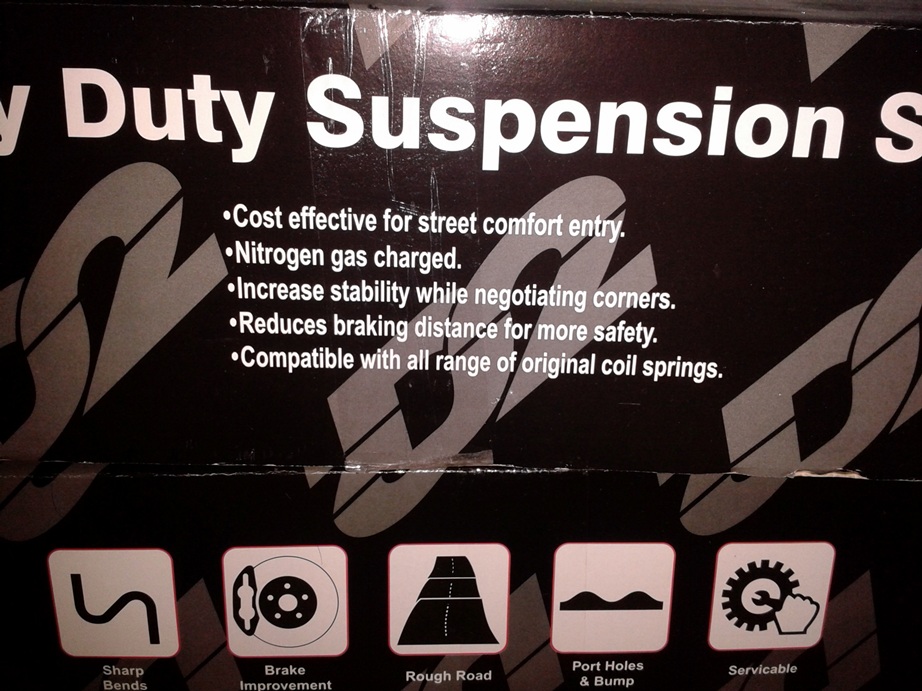 y Duty Suspension S
•Cost effective for street comfort entry.
•Nitrogen gas charged.
•Increase stability while negotiating corners.
•Reduces braking distance for more safety.
•Compatible with all range of original coil springs.
Sharp
Bends
Brake
Improvement
Rough Road
Port Holes
& Bump
Servicable